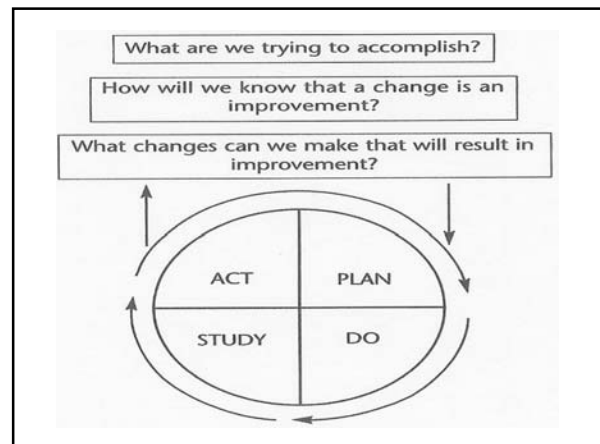 What are we trying to accomplish?
How will we know that a change is an
improvement?
What changes can we make that will result in
improvement?
ACT PLAN
STUDY DO